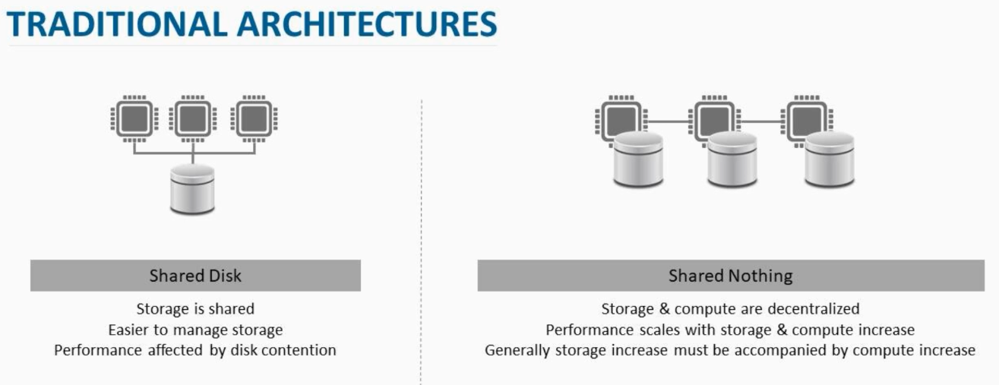 TRADITIONAL ARCHITECTURES
Shared Disk
Storage is shared
Easier to manage storage
Performance affected by disk contention
Shared Nothing
Storage & compute are decentralized
Performance scales with storage & compute increase
Generally storage increase must be accompanied by compute increase